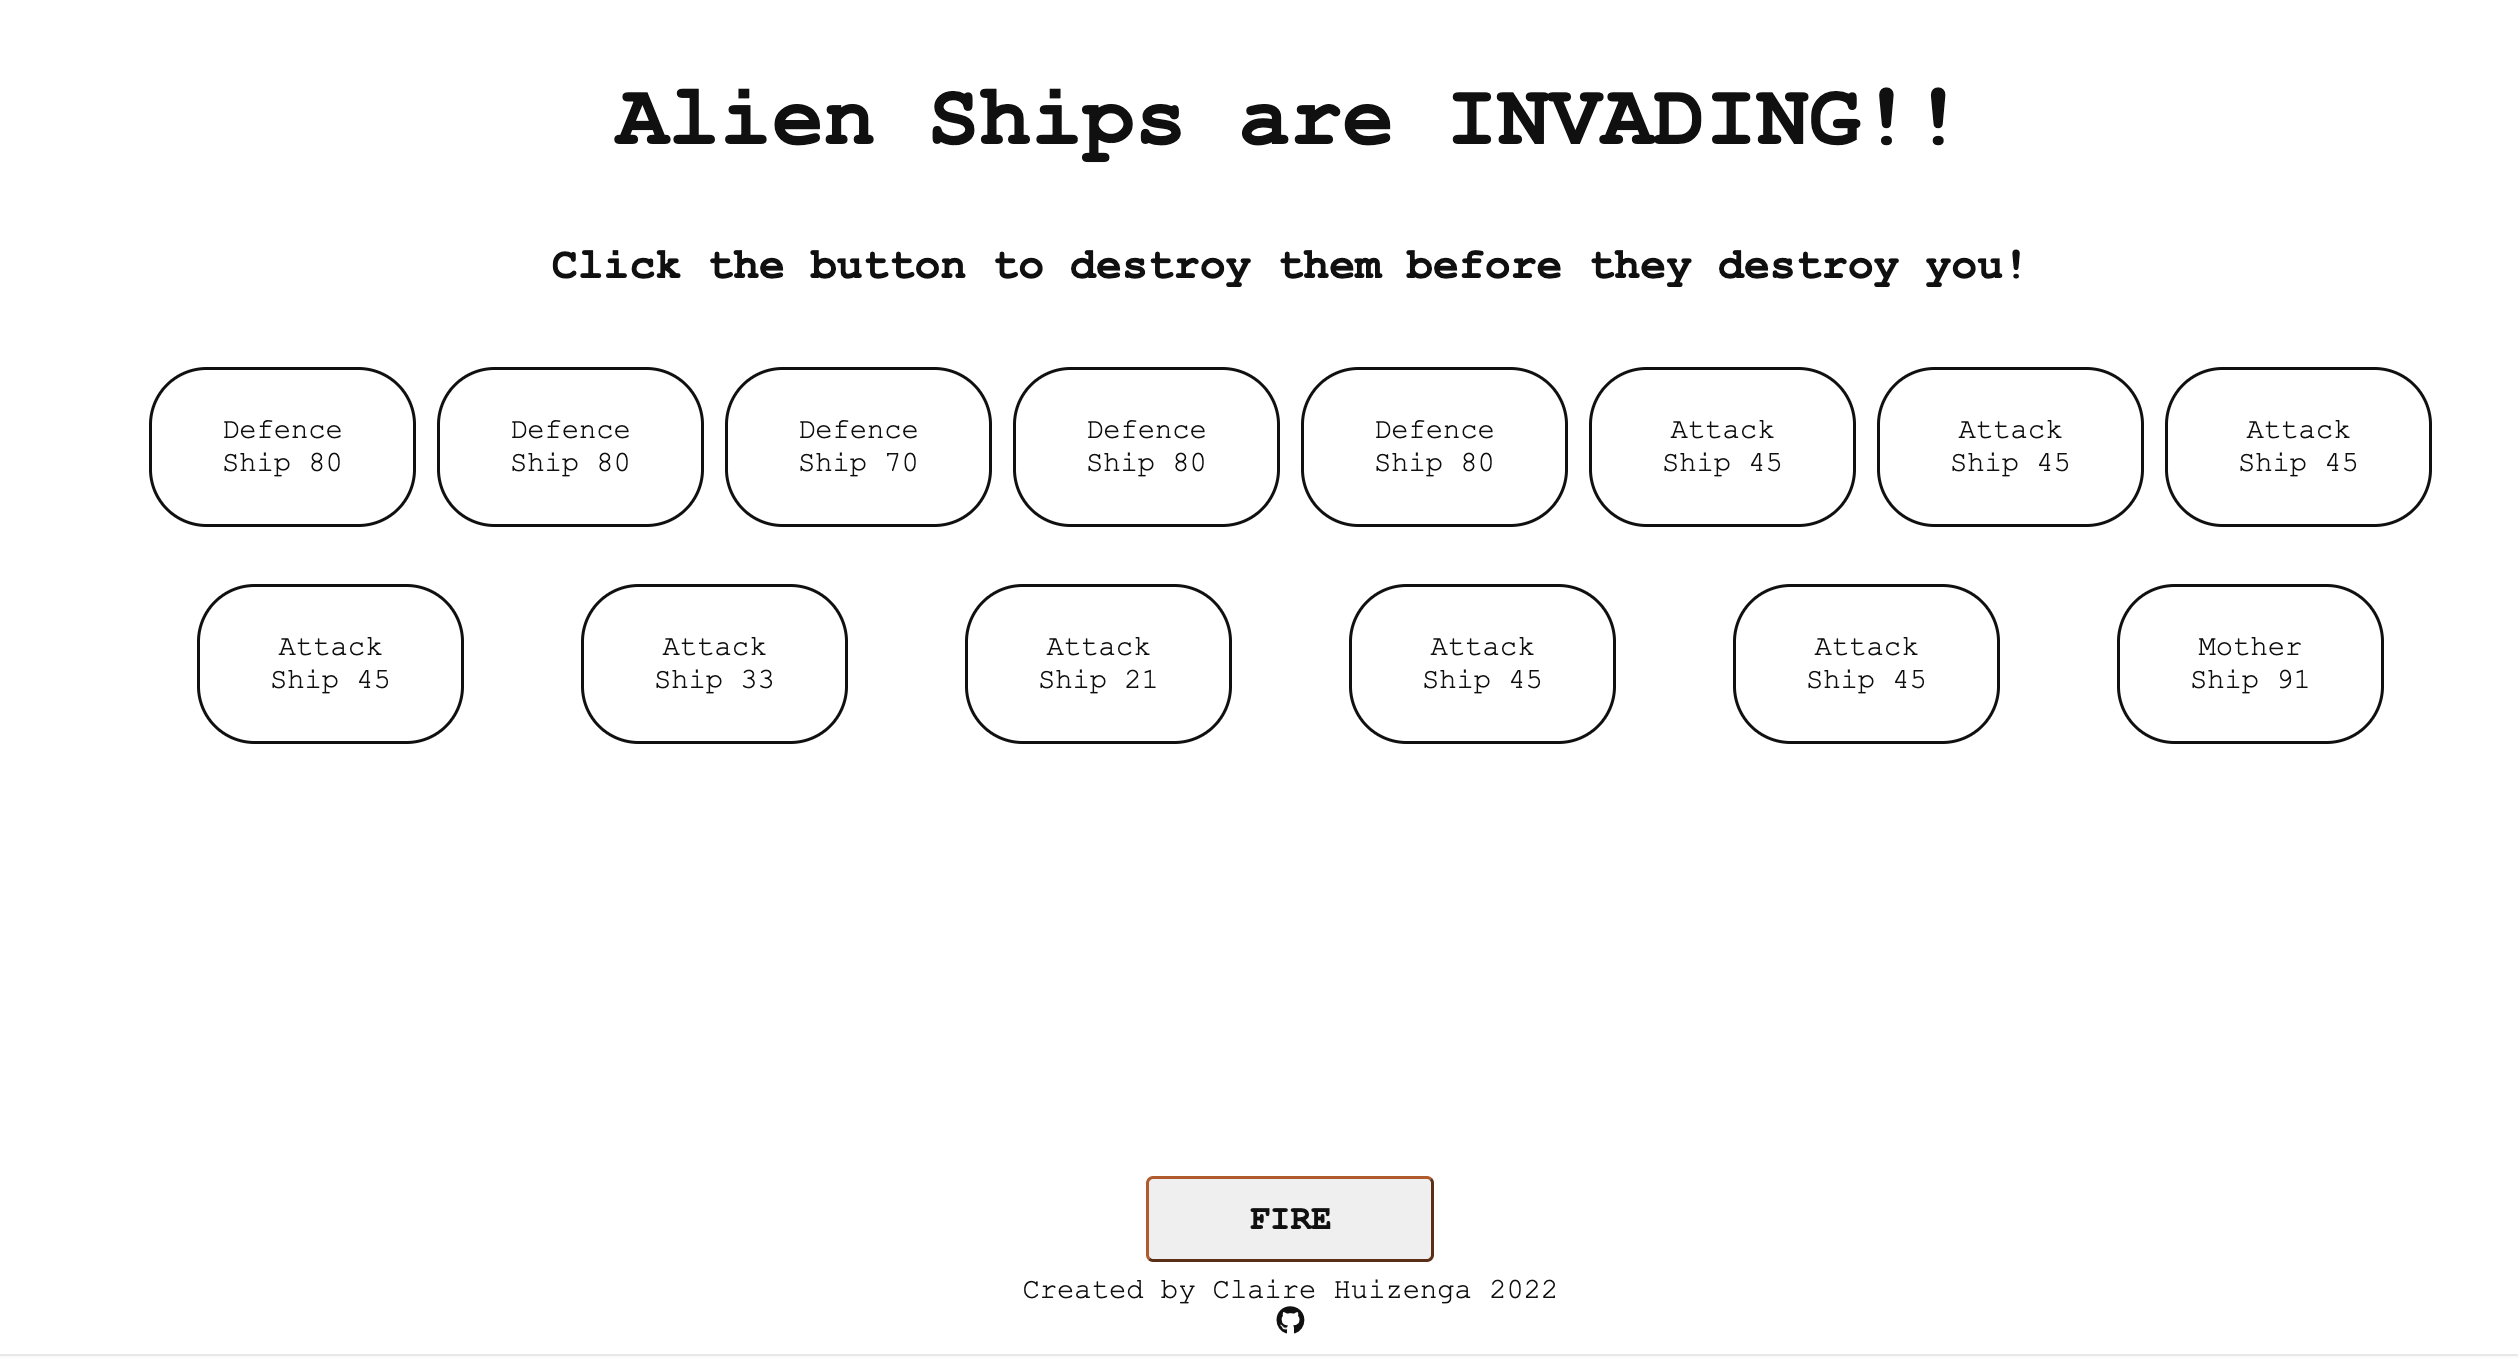 Alien Ships are INVADING!!
Click the button to destroy them before they destroy you!
Defence
Ship 80
Defence
Ship 80
Defence
Ship 70
Defence
Ship 80
Defence
Ship 80
Attack
Ship 45
Attack
Ship 45
Attack
Ship 45
Attack
Ship 45
Attack
Ship 33
Attack
Ship 21
Attack
Ship 45
Attack
Ship 45
Mother
Ship 91
FIRE
Created by Claire Huizenga 2022